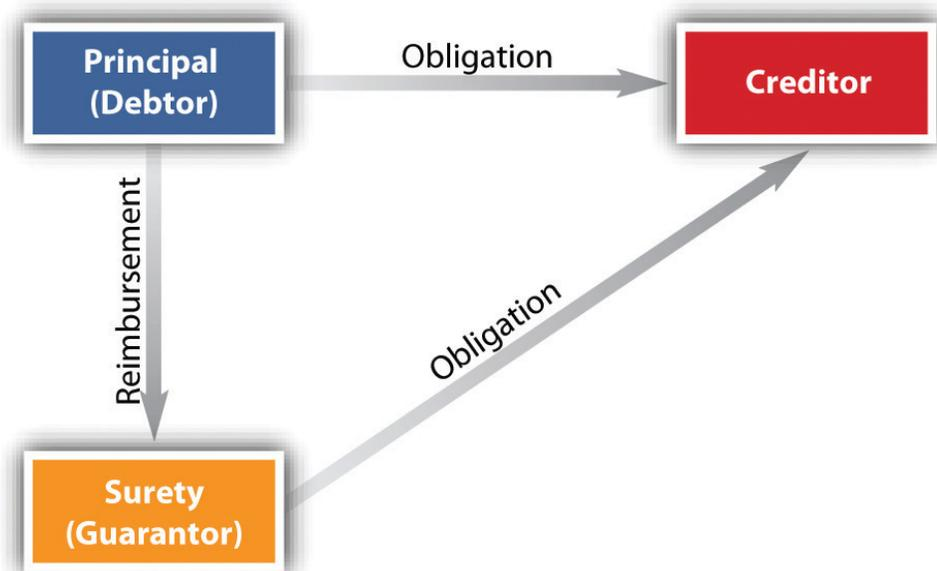 Principal
(Debtor)
Obligation
Creditor
Reimbursement
Obligation
Surety
(Guarantor)